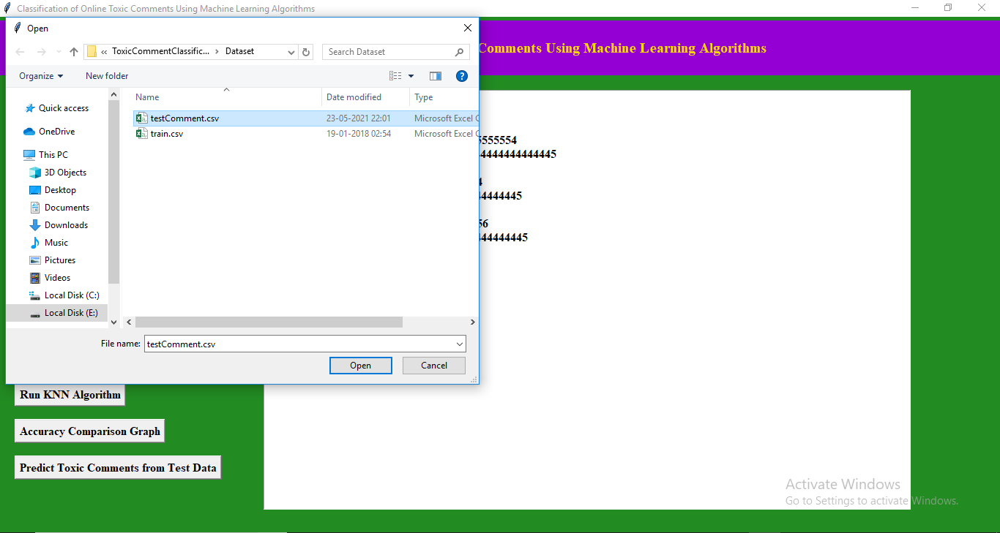 Classification of Online Toxic Comments Using Machine Learning Algorithms
Open
« ToxicCommentClassific... › Dataset
Search Dataset
Comments Using Machine Learning Algorithms
Organize
New folder
Name
Date modified
Type
testComment.csv 23-05-2021 22:01 Microsoft Excel C
train.csv 19-01-2018 02:54 Microsoft Excel C
Quick access
OneDrive
This PC
3D Objects
Desktop
Documents
Downloads
Music
Pictures
Videos
Local Disk (C:)
Local Disk (E:)
5555554
4444444444445
4
44444445
56
444444445
File name: testComment.csv
Open
Cancel
Run KNN Algorithm
Accuracy Comparison Graph
Predict Toxic Comments from Test Data
Activate Windows
Go to Settings to activate Windows.